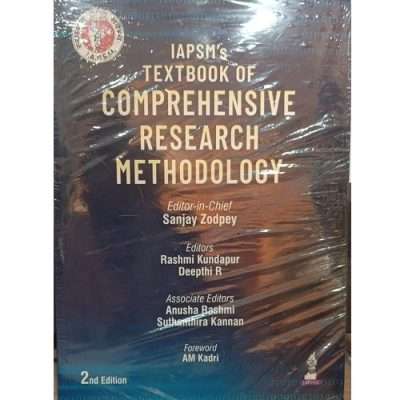 IAPSM's
TEXTBOOK OF
COMPREHENSIVE
RESEARCH
METHODOLOGY
Editor-in-Chief
Sanjay Zodpey
Editors
Rashmi Kundapur
Deepthi R
Associate Editors
Anusha Rashmi
Suthanthira Kannan
Foreword
AM Kadri
2nd Edition